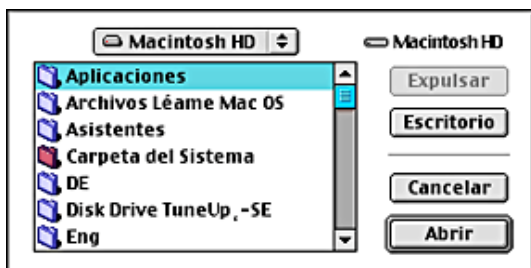 Macintosh HD
Macintosh HD
Aplicaciones
Archivos Léame Mac OS
Asistentes
Carpeta del Sistema
DE
Disk Drive TuneUp˛-SE
Eng
Expulsar
Escritorio
Cancelar
Abrir